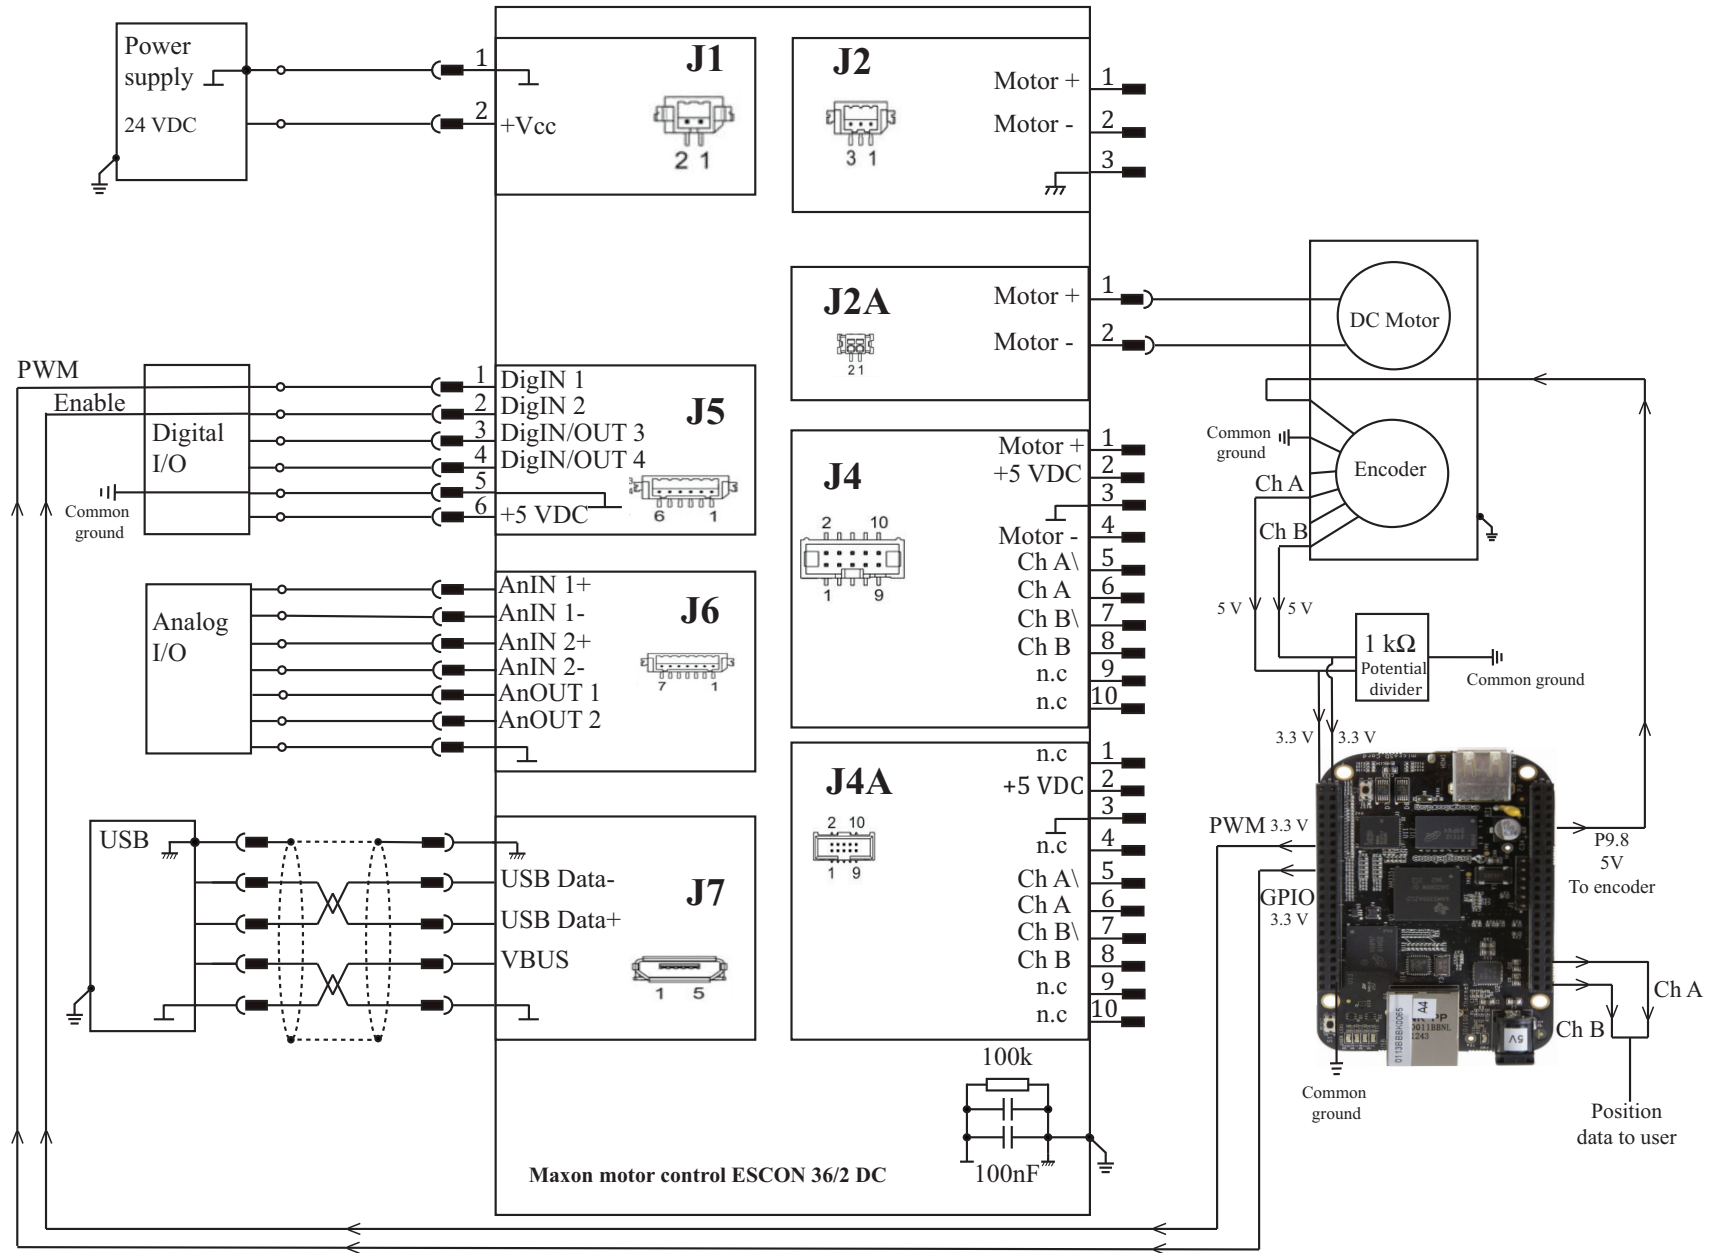 Power
supply
24 VDC
1
2
+Vcc
J1
2 1
J2
3 1
Motor +
1
Motor -
2
3
J2A
2 1
Motor +
1
Motor -
2
DC Motor
Encoder
Common
ground
Ch A
Ch B
PWM
Enable
Digital
I/O
Common
ground
1
DigIN 1
2
DigIN 2
3
DigIN/OUT 3
4
DigIN/OUT 4
5
6
+5 VDC
J5
6 1
J4
2 10
1 9
Motor +
1
+5 VDC
2
3
Motor -
4
Ch A\
5
Ch A
6
Ch B\
7
Ch B
8
n.c
9
n.c
10
Analog
I/O
AnIN 1+
AnIN 1-
AnIN 2+
AnIN 2-
AnOUT 1
AnOUT 2
J6
7 1
5 V
5 V
1 kΩ
Potential
divider
Common ground
3.3 V
3.3 V
J4A
2 10
1 9
n.c
1
+5 VDC
2
3
n.c
4
Ch A\
5
Ch A
6
Ch B\
7
Ch B
8
n.c
9
n.c
10
USB
USB Data-
USB Data+
VBUS
J7
1 5
PWM 3.3 V
GPIO
3.3 V
P9.8
5V
To encoder
Ch A
Ch B
Position
data to user
A4
5V
Common
ground
100k
100nF
Maxon motor control ESCON 36/2 DC